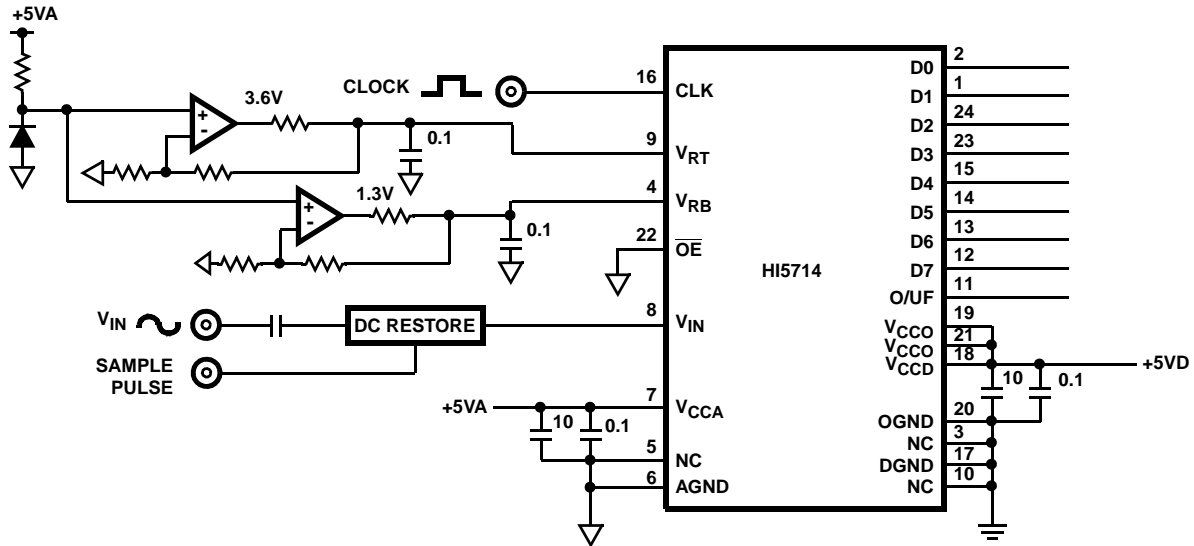 +5VA
3.6V
+
-
0.1
1.3V
+
-
0.1
CLOCK
V_IN
DC RESTORE
SAMPLE
PULSE
+5VA
10
0.1
16 CLK
9 V_RT
4 V_RB
22 O̅E̅
8 V_IN
7 V_CCA
5 NC
6 AGND
HI5714
D0 2
D1 1
D2 24
D3 23
D4 15
D5 14
D6 13
D7 12
O/UF 11
V_CCO 19
V_CCO 21
V_CCD 18
+5VD
10
0.1
OGND 20
NC 3
DGND 17
NC 10